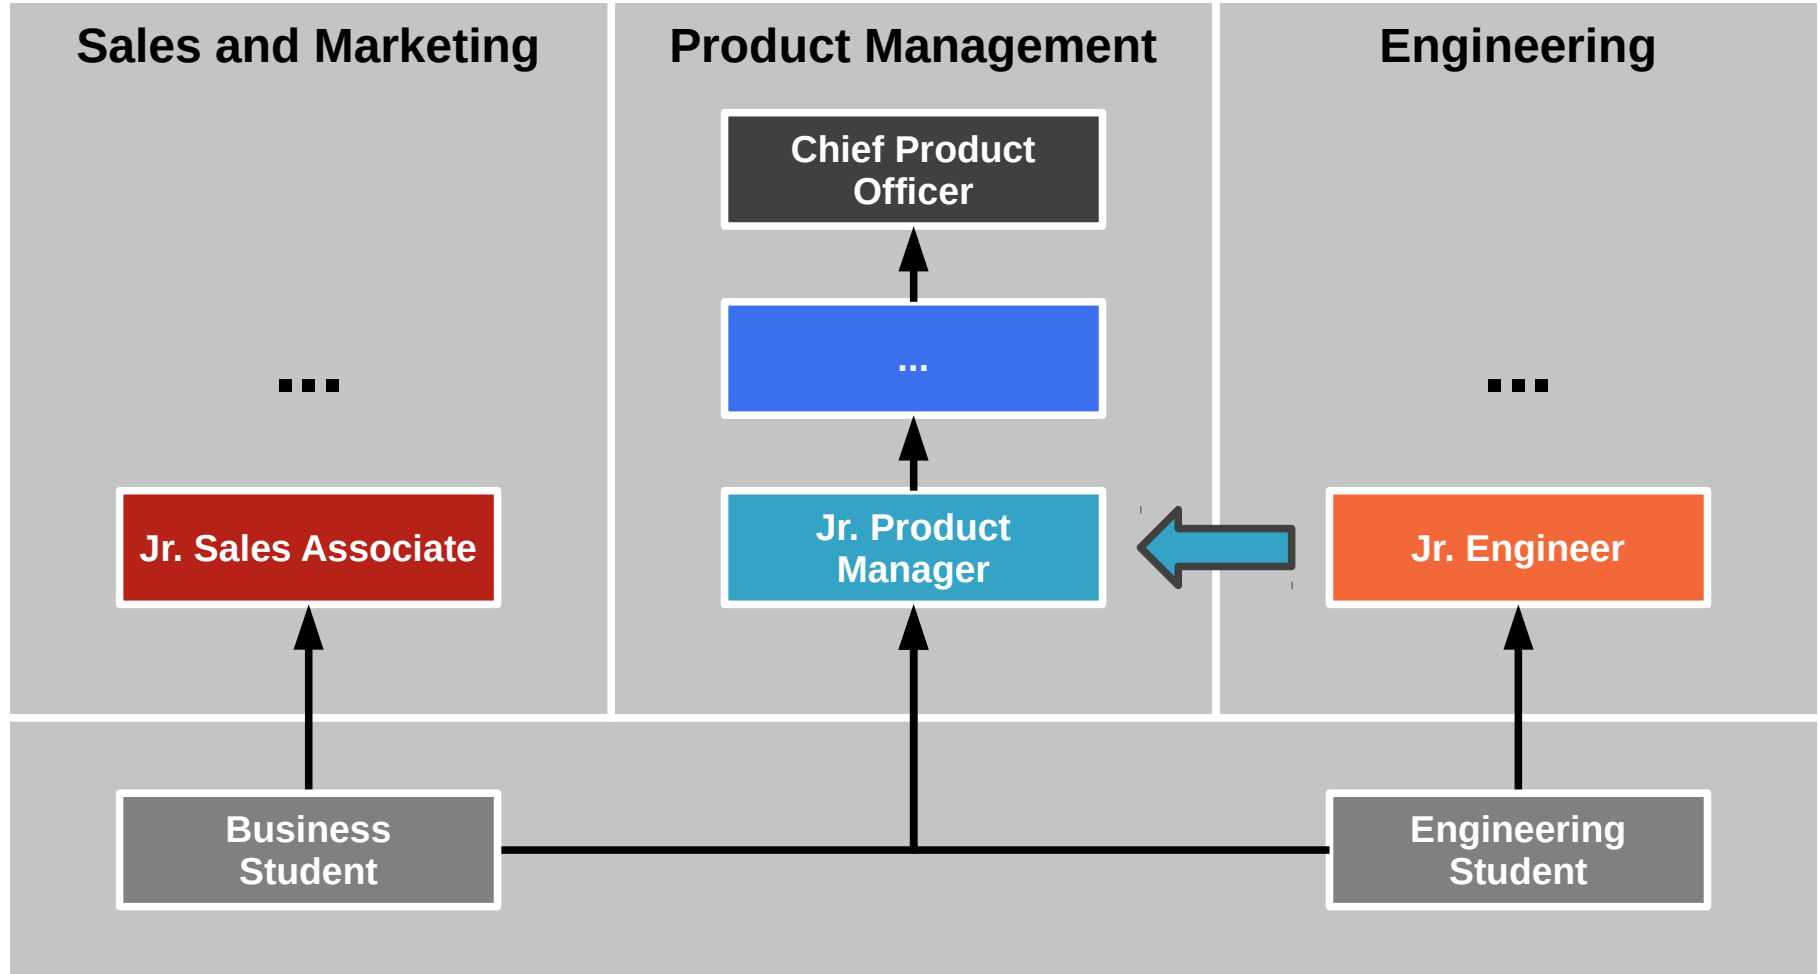 Sales and Marketing
Product Management
Engineering
Chief Product
Officer
...
...
...
Jr. Sales Associate
Jr. Product
Manager
Jr. Engineer
Business
Student
Engineering
Student